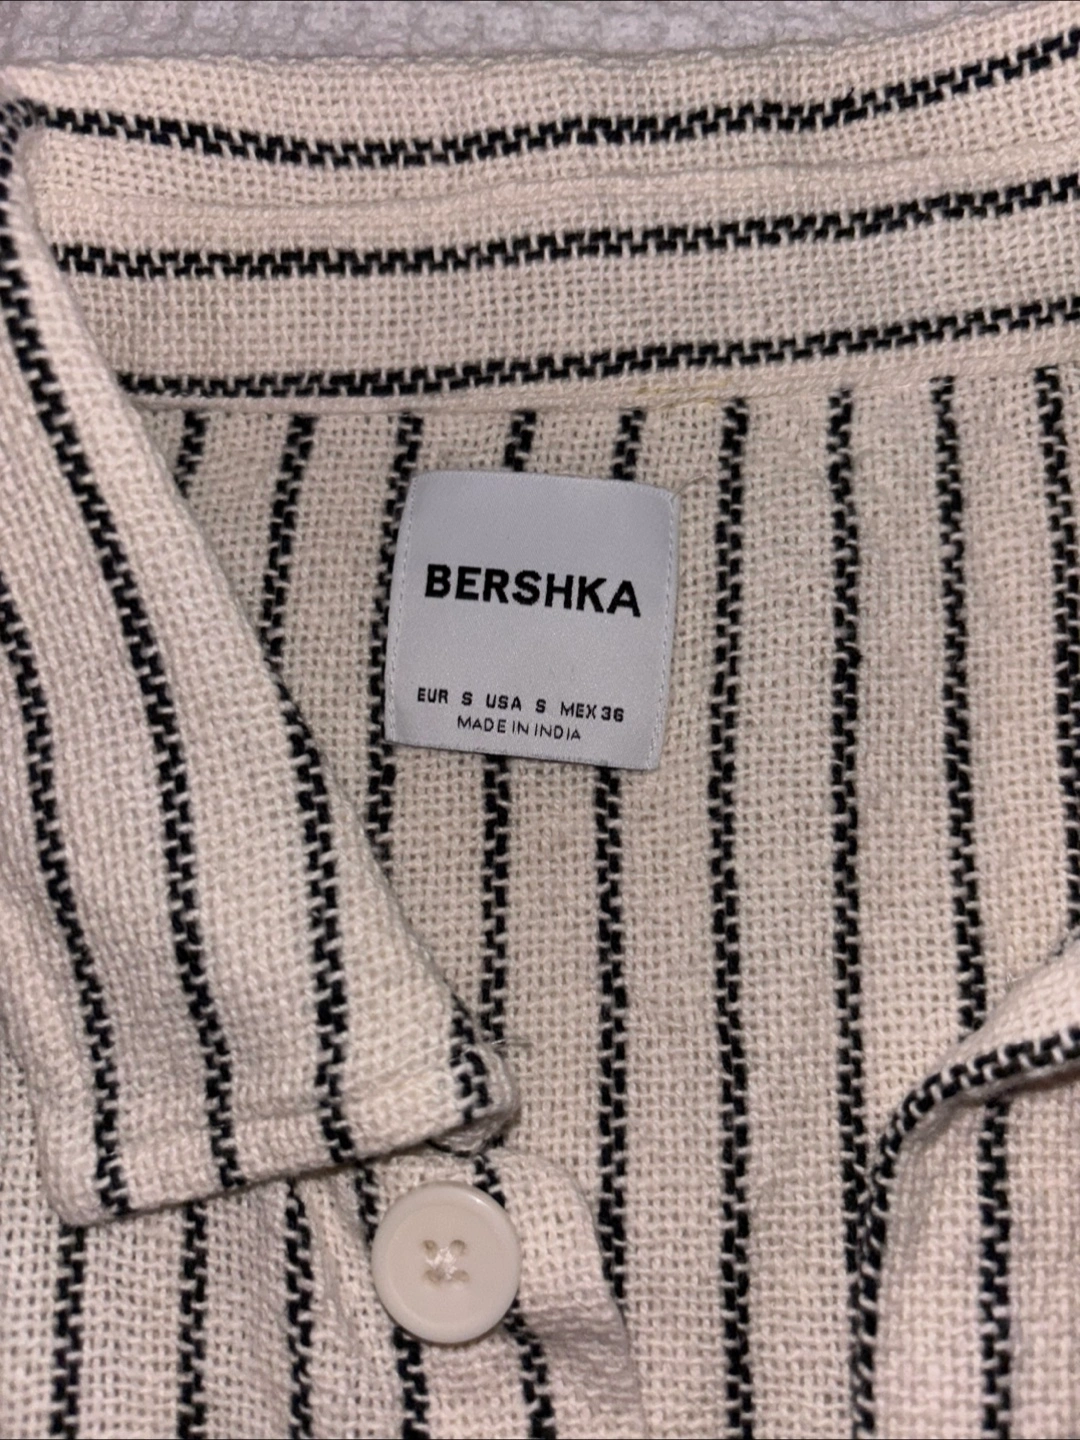 BERSHKA
EUR S USA S MEX 36
MADE IN INDIA